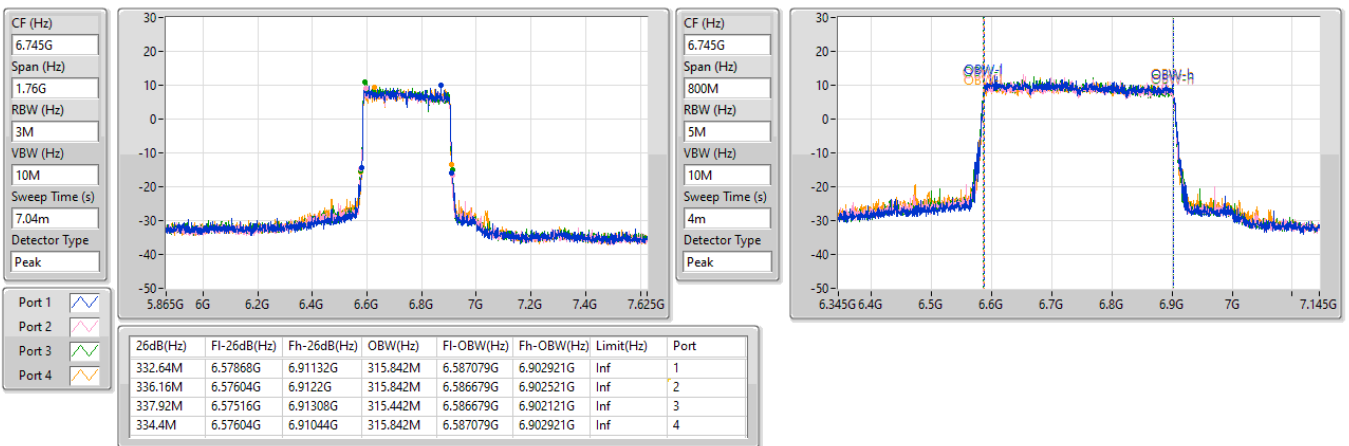 CF (Hz)
6.745G
Span (Hz)
1.76G
RBW (Hz)
3M
VBW (Hz)
10M
Sweep Time (s)
7.04m
Detector Type
Peak
30
20
10
0
-10
-20
-30
-40
-50
5.865G 6G 6.2G 6.4G 6.6G 6.8G 7G 7.2G 7.4G 7.625G
CF (Hz)
6.745G
Span (Hz)
800M
RBW (Hz)
5M
VBW (Hz)
10M
Sweep Time (s)
4m
Detector Type
Peak
30
20
10
0
-10
-20
-30
-40
-50
OBW-l
OBW-h
6.345G 6.4G 6.5G 6.6G 6.7G 6.8G 6.9G 7G 7.145G
Port 1
Port 2
Port 3
Port 4
26dB(Hz) Fl-26dB(Hz) Fh-26dB(Hz) OBW(Hz) Fl-OBW(Hz) Fh-OBW(Hz) Limit(Hz) Port
332.64M 6.57868G 6.91132G 315.842M 6.587079G 6.902921G Inf 1
336.16M 6.57604G 6.9122G 315.842M 6.586679G 6.902521G Inf 2
337.92M 6.57516G 6.91308G 315.442M 6.586679G 6.902121G Inf 3
334.4M 6.57604G 6.91044G 315.842M 6.587079G 6.902921G Inf 4